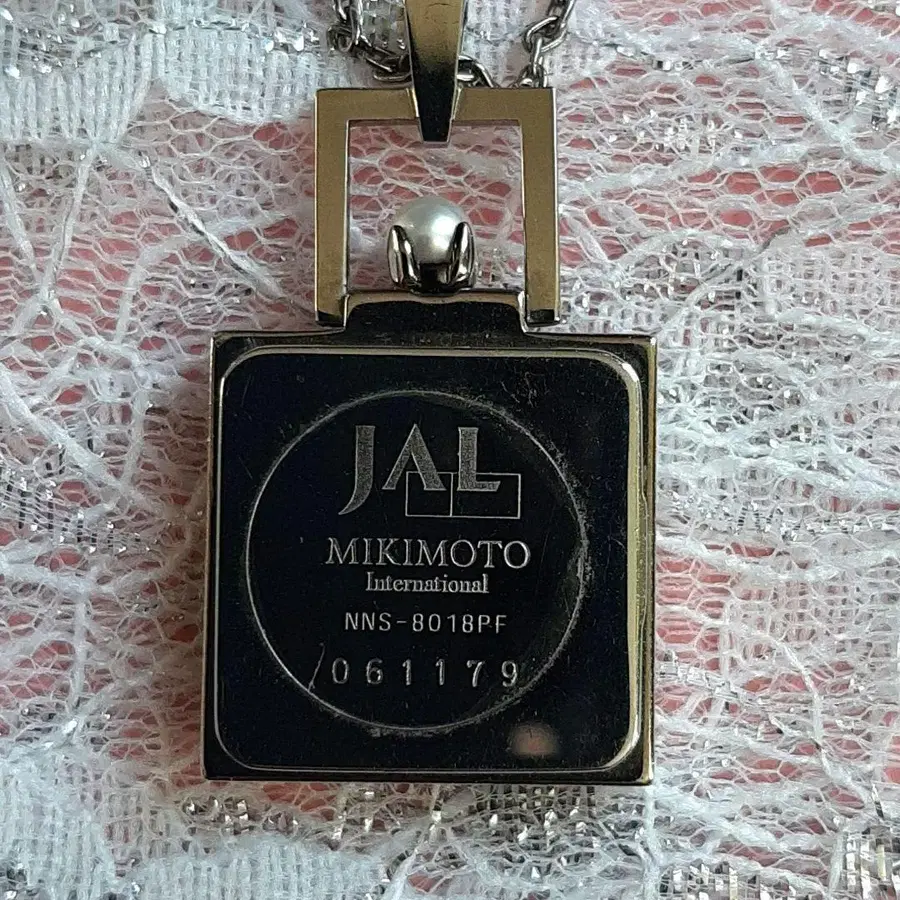 JAL
MIKIMOTO
International
NNS-8018PF
061179